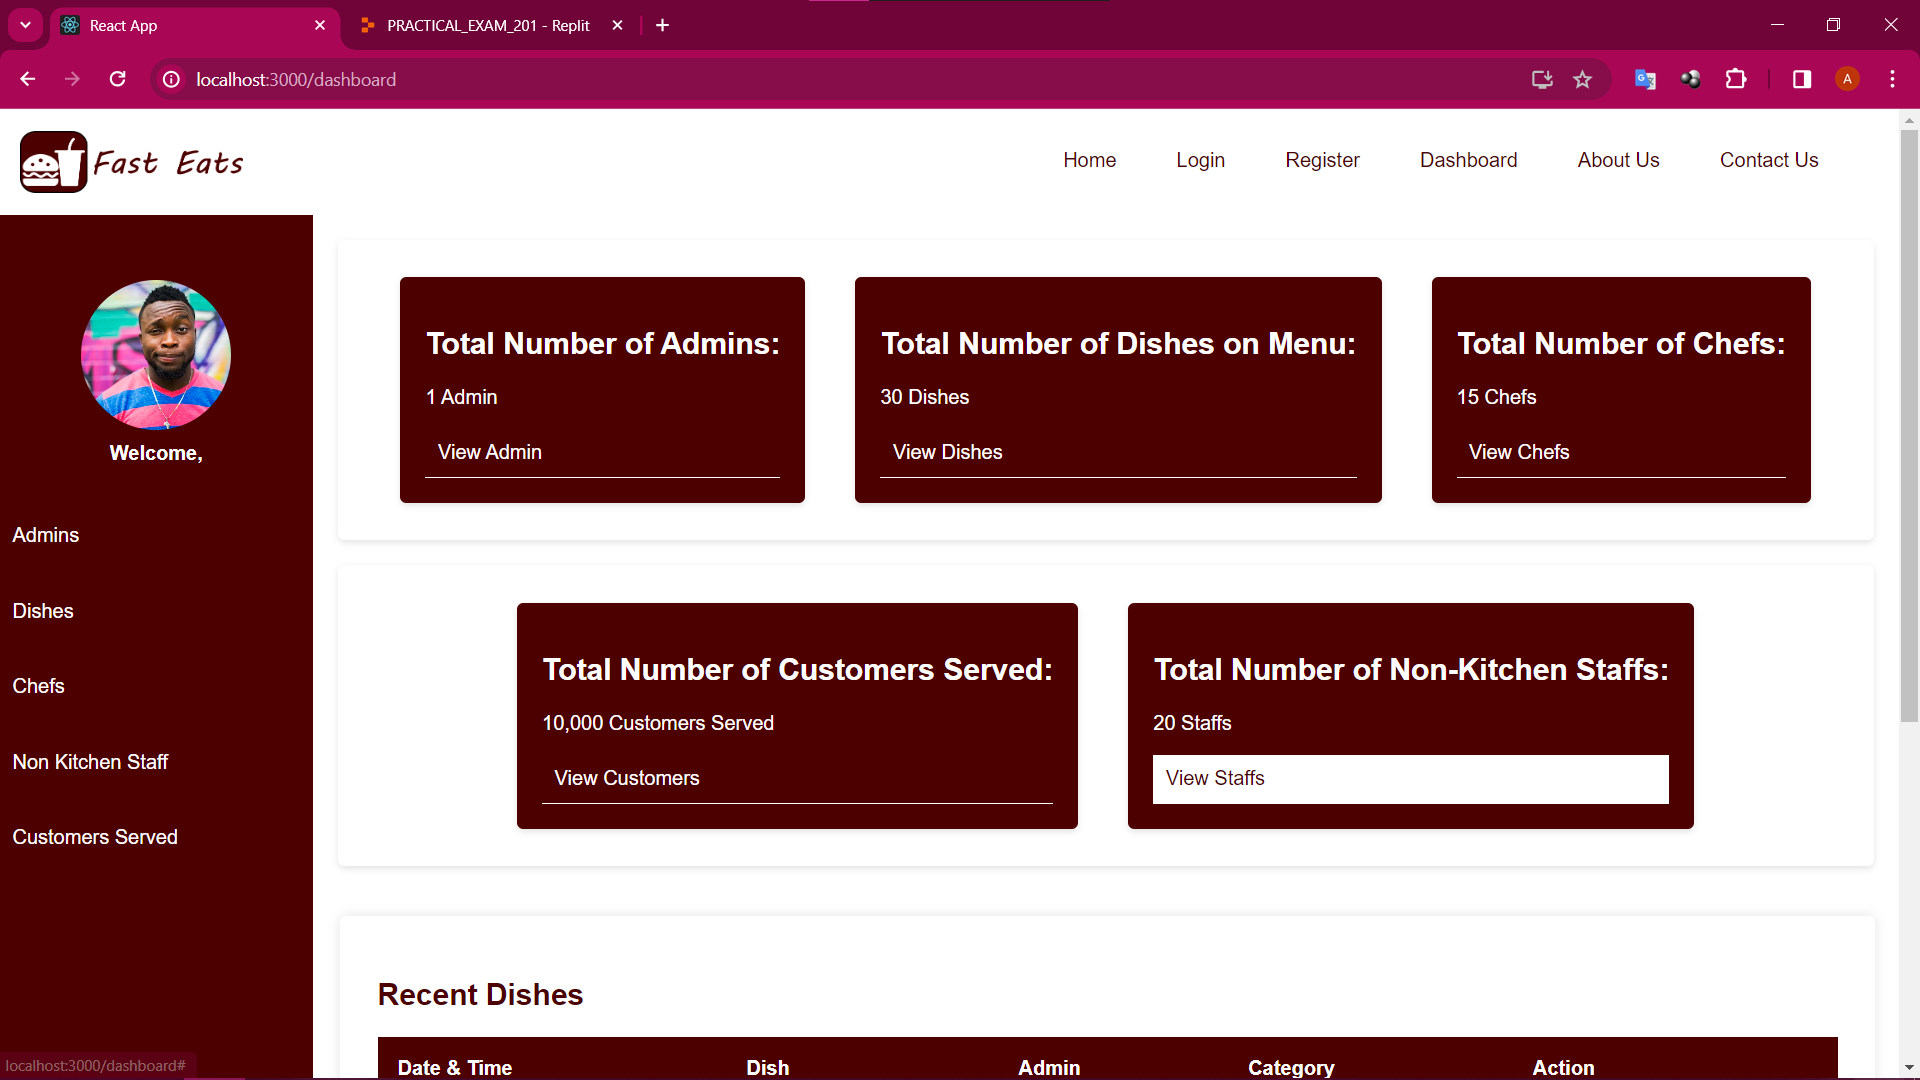 React App
PRACTICAL_EXAM_201 - Replit
localhost:3000/dashboard
A
Fast Eats
Home
Login
Register
Dashboard
About Us
Contact Us
Welcome,
Admins
Dishes
Chefs
Non Kitchen Staff
Customers Served
Total Number of Admins:
1 Admin
View Admin
Total Number of Dishes on Menu:
30 Dishes
View Dishes
Total Number of Chefs:
15 Chefs
View Chefs
Total Number of Customers Served:
10,000 Customers Served
View Customers
Total Number of Non-Kitchen Staffs:
20 Staffs
View Staffs
Recent Dishes
Date & Time
Dish
Admin
Category
Action
localhost:3000/dashboard#